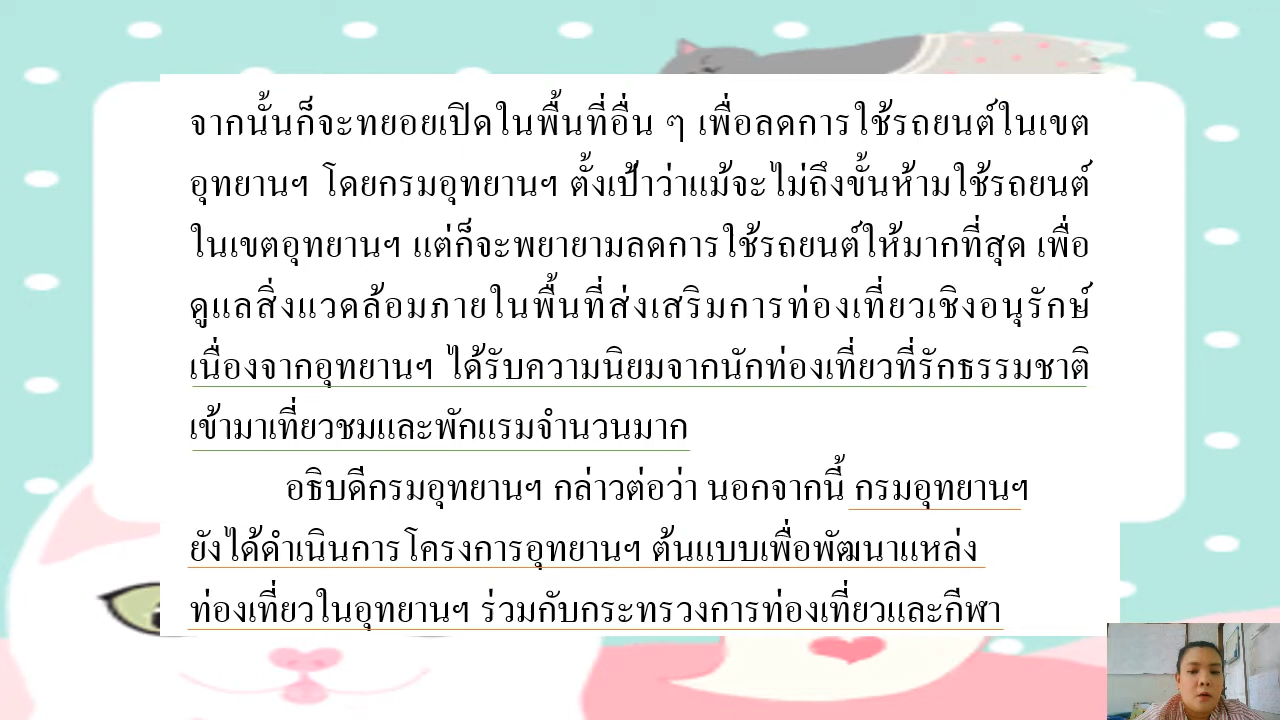 จากนั้นก็จะทยอยเปิดในพื้นที่อื่น ๆ เพื่อลดการใช้รถยนต์ในเขต
อุทยานฯ โดยกรมอุทยานฯ ตั้งเป้าว่าแม้จะไม่ถึงขั้นห้ามใช้รถยนต์
ในเขตอุทยานฯ แต่ก็จะพยายามลดการใช้รถยนต์ให้มากที่สุด เพื่อ
ดูแลสิ่งแวดล้อมภายในพื้นที่ส่งเสริมการท่องเที่ยวเชิงอนุรักษ์
เนื่องจากอุทยานฯ ได้รับความนิยมจากนักท่องเที่ยวที่รักธรรมชาติ
เข้ามาเที่ยวชมและพักแรมจำนวนมาก
อธิบดีกรมอุทยานฯ กล่าวต่อว่า นอกจากนี้ กรมอุทยานฯ
ยังได้ดำเนินการโครงการอุทยานฯ ต้นแบบเพื่อพัฒนาแหล่ง
ท่องเที่ยวในอุทยานฯ ร่วมกับกระทรวงการท่องเที่ยวและกีฬา